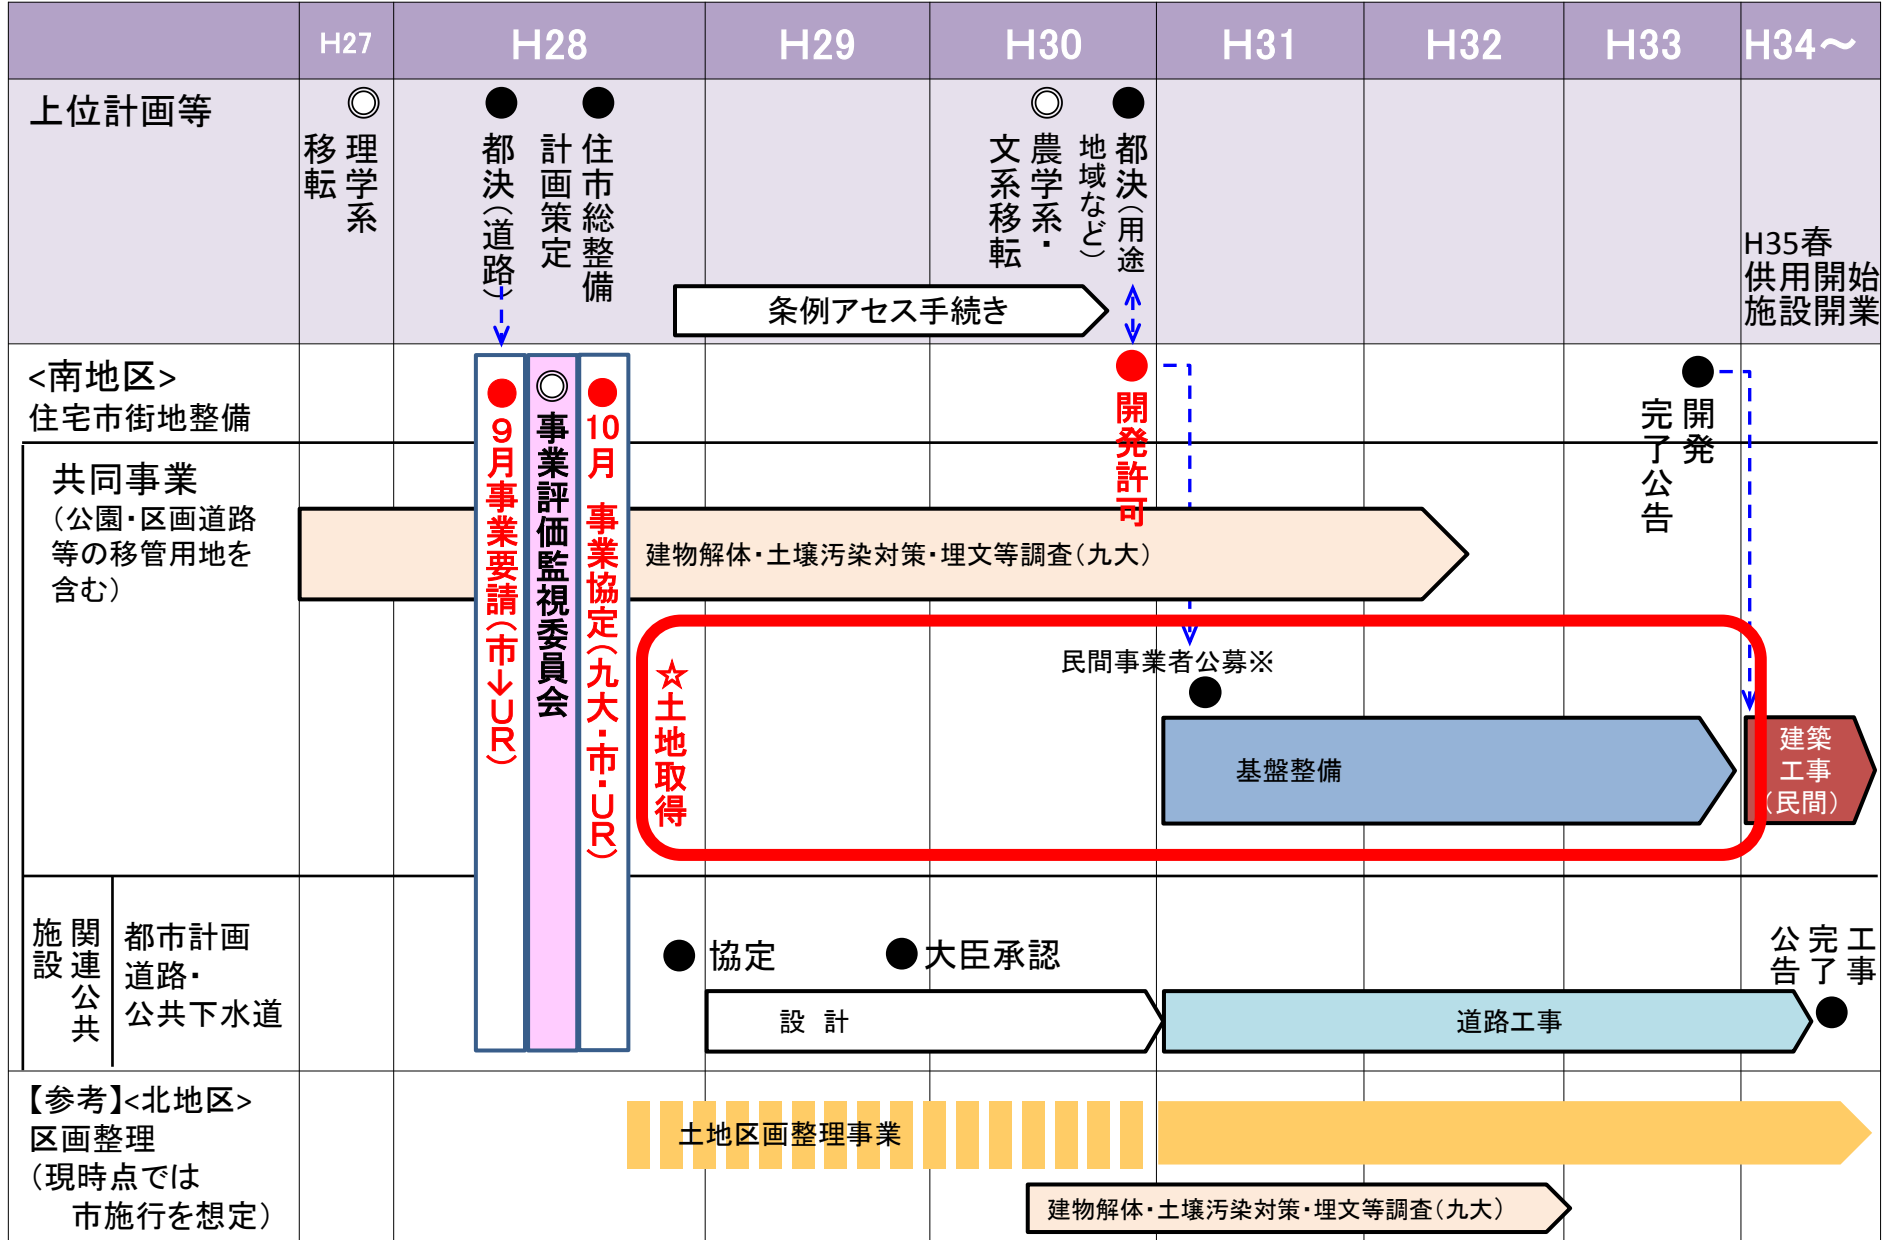 H27
H28
H29
H30
H31
H32
H33
H34～
上位計画等
◎
理学系
移転
●
都決（道路）
●
住市総整備
計画策定
◎
農学系・
文系移転
●
都決（用途
地域など）
条例アセス手続き
H35春
供用開始
施設開業
<南地区>
住宅市街地整備
●
９月事業要請（市→UR）
◎
事業評価監視委員会
●
10月 事業協定（九大・市・UR）
●
開発許可
●
開発
完了公告
共同事業
（公園・区画道路
等の移管用地を
含む）
建物解体・土壌汚染対策・埋文等調査（九大）
☆土地取得
民間事業者公募※
●
基盤整備
建築
工事
（民間）
関連公共
施設
都市計画
道路・
公共下水道
●協定
●大臣承認
設 計
道路工事
工事
完了
公告
●
【参考】<北地区>
区画整理
（現時点では
市施行を想定）
土地区画整理事業
建物解体・土壌汚染対策・埋文等調査（九大）